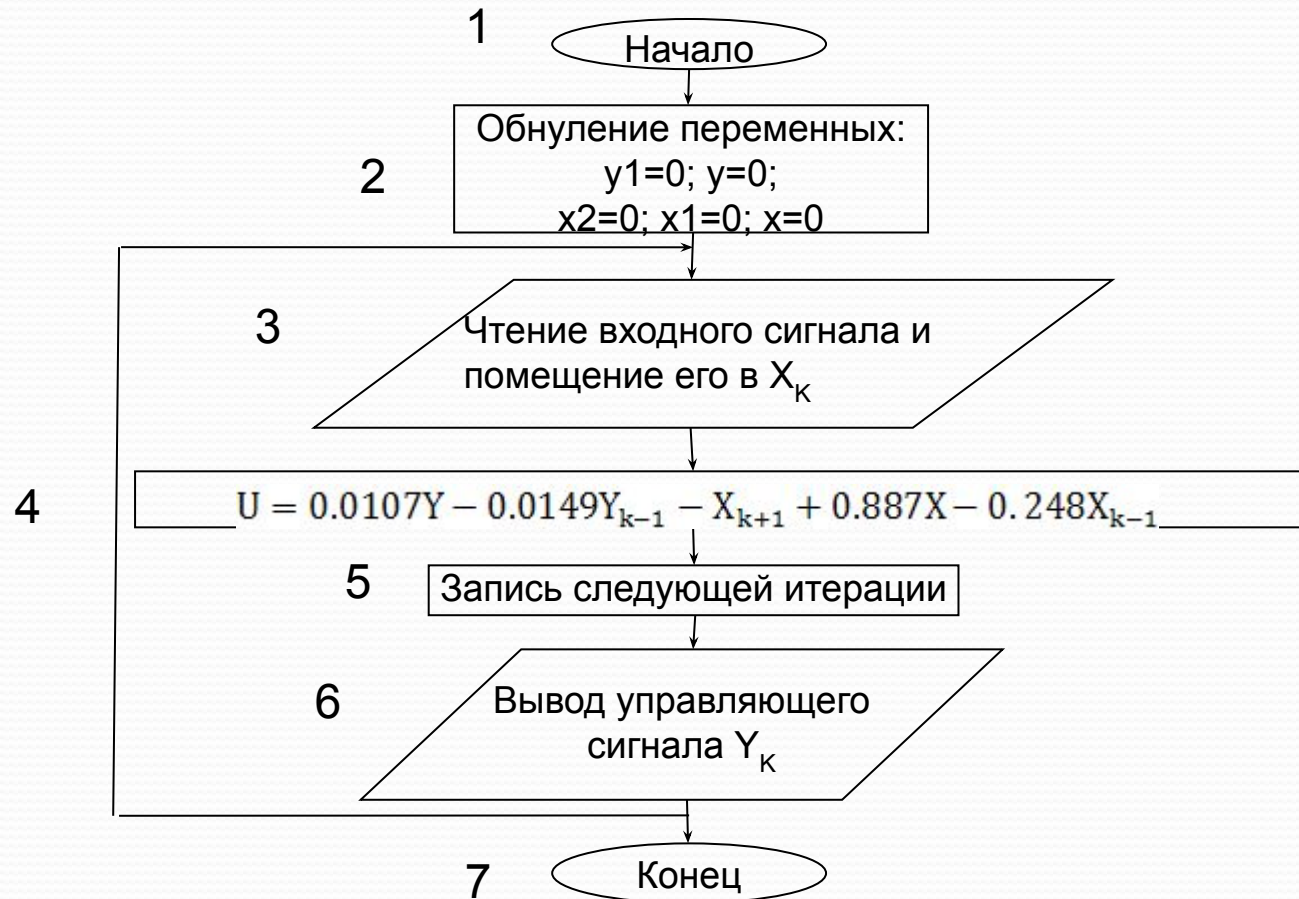 1
Начало
2
Обнуление переменных:
y1=0; y=0;
x2=0; x1=0; x=0
3
Чтение входного сигнала и
помещение его в X_K
4
U = 0.0107Y − 0.0149Y_{k−1} − X_{k+1} + 0.887X − 0.248X_{k−1}
5
Запись следующей итерации
6
Вывод управляющего
сигнала Y_K
7
Конец